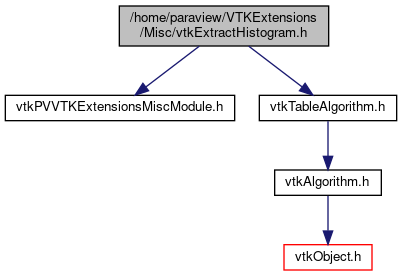 /home/paraview/VTKExtensions
/Misc/vtkExtractHistogram.h
vtkPVVTKExtensionsMiscModule.h
vtkTableAlgorithm.h
vtkAlgorithm.h
vtkObject.h